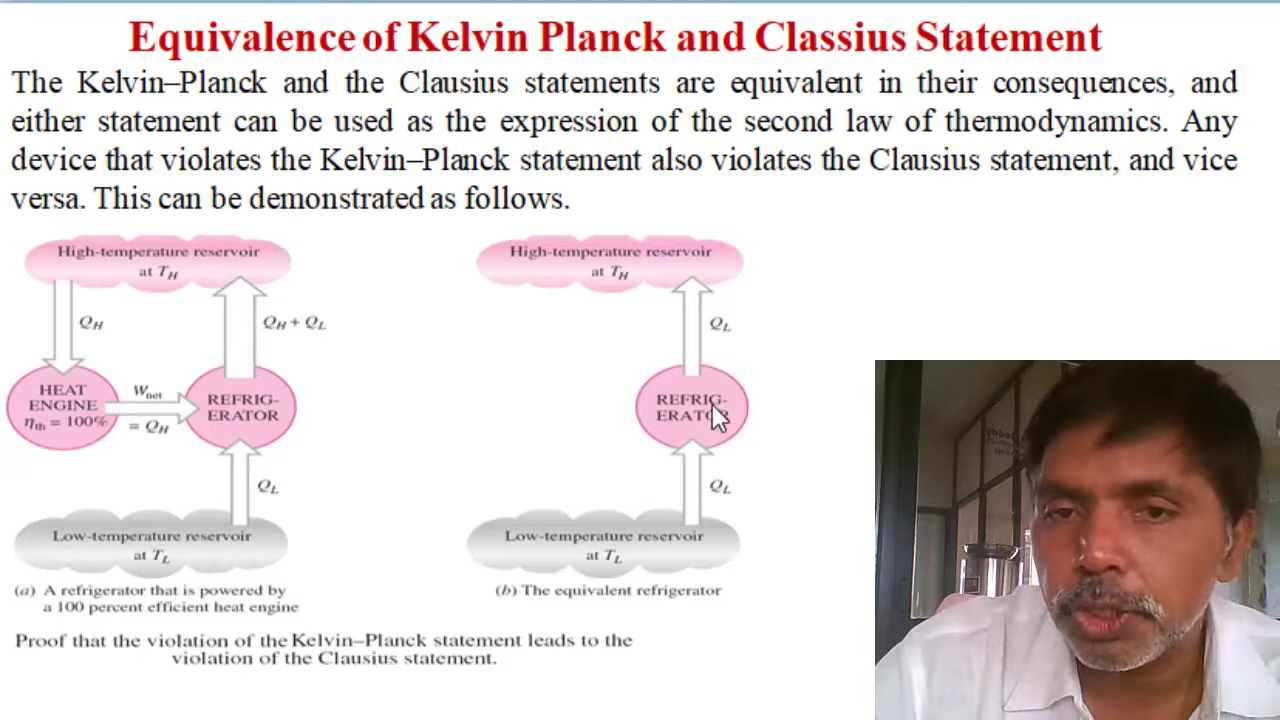 Equivalence of Kelvin Planck and Classius Statement
The Kelvin–Planck and the Clausius statements are equivalent in their consequences, and
either statement can be used as the expression of the second law of thermodynamics. Any
device that violates the Kelvin–Planck statement also violates the Clausius statement, and vice
versa. This can be demonstrated as follows.
High-temperature reservoir
at T_H
Q_H
Q_H + Q_L
HEAT
ENGINE
η_th = 100%
W_net
= Q_H
REFRIG-
ERATOR
Q_L
Low-temperature reservoir
at T_L
(a) A refrigerator that is powered by
a 100 percent efficient heat engine
High-temperature reservoir
at T_H
Q_L
REFRIG-
ERATOR
Q_L
Low-temperature reservoir
at T_L
(b) The equivalent refrigerator
Proof that the violation of the Kelvin–Planck statement leads to the
violation of the Clausius statement.